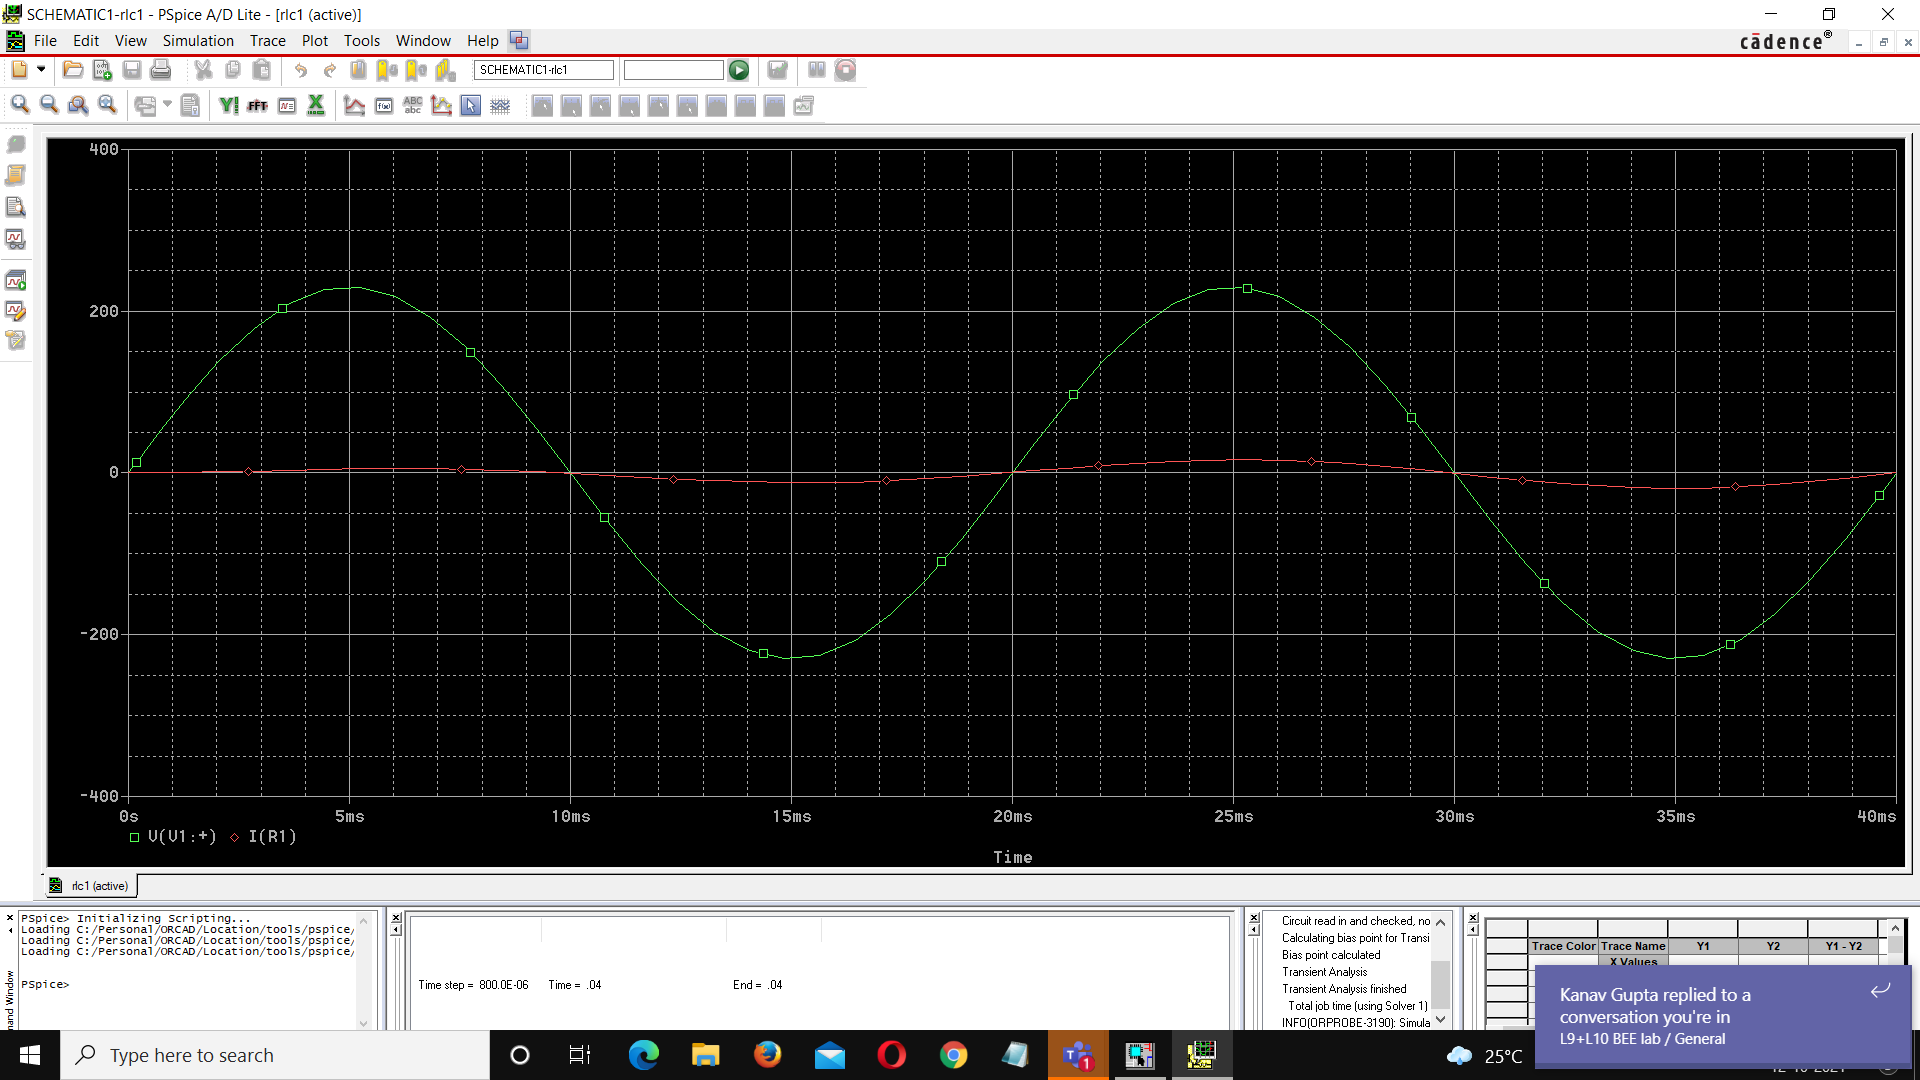 SCHEMATIC1-rlc1 - PSpice A/D Lite - [rlc1 (active)]
File Edit View Simulation Trace Plot Tools Window Help
cādence®
SCHEMATIC1-rlc1
FFT
ABC
abc
400
200
0
-200
-400
0s 5ms 10ms 15ms 20ms 25ms 30ms 35ms 40ms
V(V1:+) I(R1)
Time
rlc1 (active)
PSpice> Initializing Scripting...
Loading C:/Personal/ORCAD/Location/tools/pspice/
Loading C:/Personal/ORCAD/Location/tools/pspice/
Loading C:/Personal/ORCAD/Location/tools/pspice/
PSpice>
mand Window
Time step = 800.0E-06 Time = .04 End = .04
Circuit read in and checked, no
Calculating bias point for Transi
Bias point calculated
Transient Analysis
Transient Analysis finished
Total job time (using Solver 1)
INFO(ORPROBE-3190): Simula
Trace Color Trace Name Y1 Y2 Y1 - Y2
X Values
Kanav Gupta replied to a
conversation you're in
L9+L10 BEE lab / General
Type here to search
1
25°C